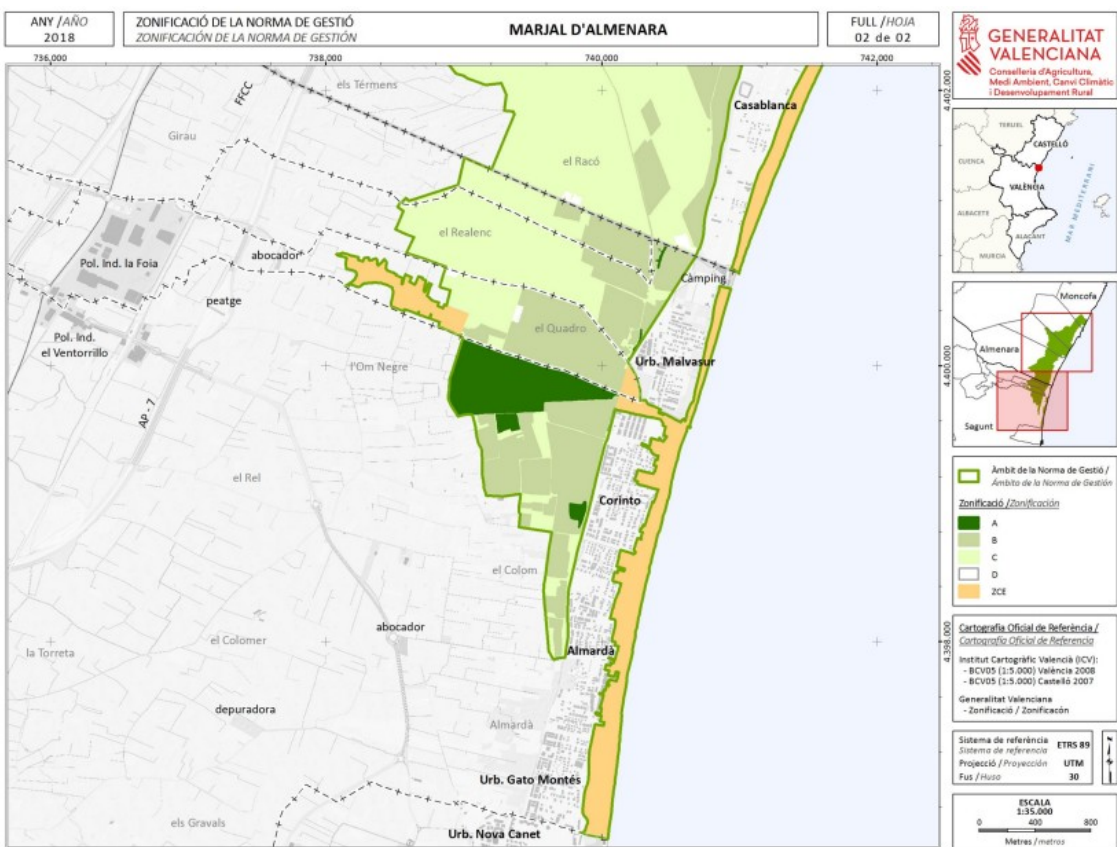 ANY /AÑO
2018
ZONIFICACIÓ DE LA NORMA DE GESTIÓ
ZONIFICACIÓN DE LA NORMA DE GESTIÓN
MARJAL D'ALMENARA
FULL /HOJA
02 de 02
GENERALITAT
VALENCIANA
Conselleria d'Agricultura,
Medi Ambient, Canvi Climàtic
i Desenvolupament Rural
736,000
738,000
740,000
742,000
4.402.000
4.400.000
4.398.000
els Térmens
FFCC
Girau
Casablanca
el Racó
el Realenc
abocador
Pol. Ind. la Foia
Càmping
peatge
el Quadro
Pol. Ind.
el Ventorrillo
l'Om Negre
Urb. Malvasur
AP - 7
el Rel
Corinto
el Colom
abocador
el Colomer
la Torreta
Almardà
depuradora
Almardà
Urb. Gato Montés
els Gravals
Urb. Nova Canet
TERUEL
CASTELLÓ
CUENCA
VALÈNCIA
ALBACETE
ALACANT
MURCIA
MAR MEDITERRANI
Moncofa
Almenara
Sagunt
Àmbit de la Norma de Gestió /
Ámbito de la Norma de Gestión
Zonificació /Zonificación
A
B
C
D
ZCE
Cartografia Oficial de Referència /
Cartografía Oficial de Referencia
Institut Cartogràfic Valencià (ICV):
- BCV05 (1:5.000) València 2008
- BCV05 (1:5.000) Castelló 2007
Generalitat Valenciana
- Zonificació / Zonificacón
Sistema de referència
Sistema de referencia
ETRS 89
Projecció / Proyección UTM
Fus / Huso 30
ESCALA
1:35.000
0 400 800
Metres / metros